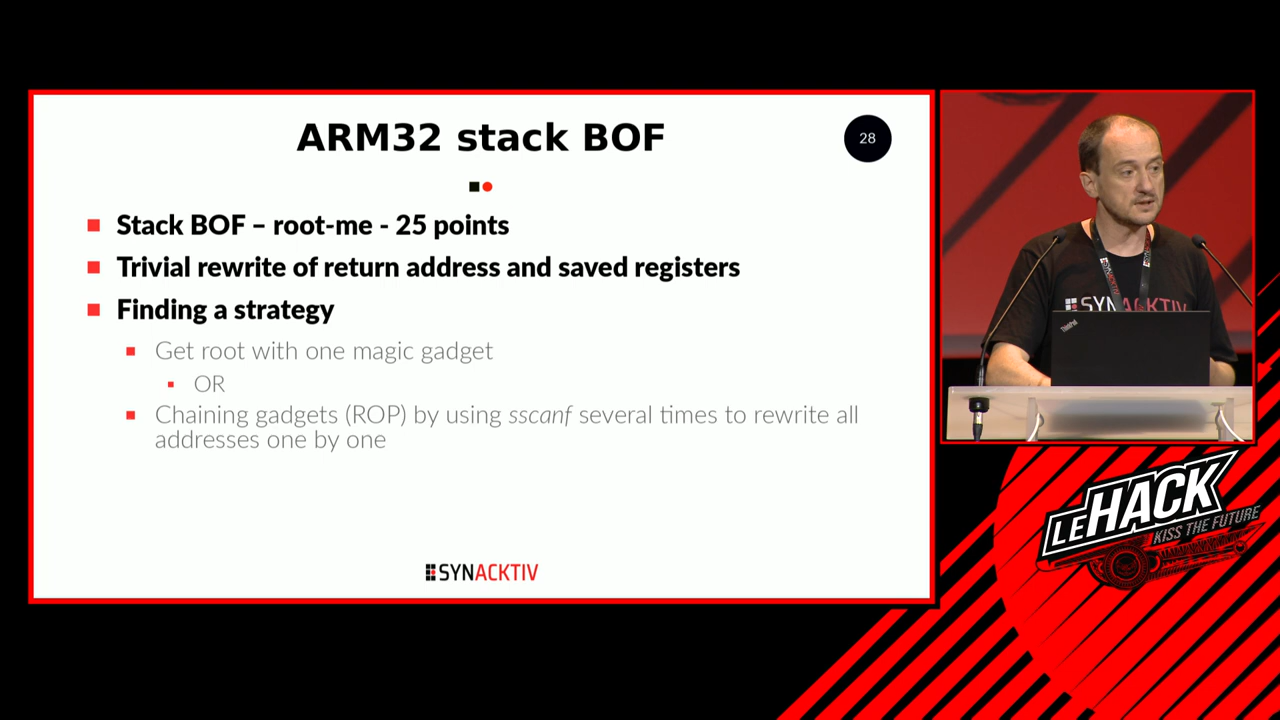 ARM32 stack BOF
28
Stack BOF – root-me - 25 points
Trivial rewrite of return address and saved registers
Finding a strategy
Get root with one magic gadget
OR
Chaining gadgets (ROP) by using sscanf several times to rewrite all
addresses one by one
SYNACKTIV
SYNACKTIV
ThinkPad
LEHACK
KISS THE FUTURE